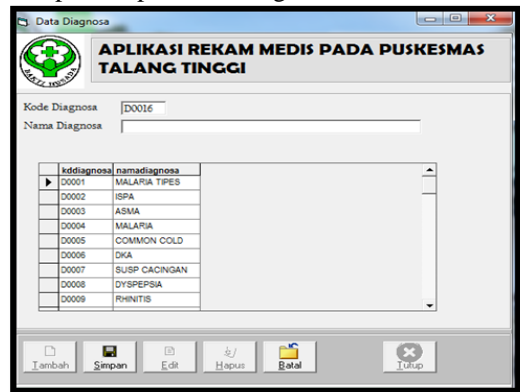 Data Diagnosa
APLIKASI REKAM MEDIS PADA PUSKESMAS
TALANG TINGGI
BAKTI HUSADA
Kode Diagnosa D0016
Nama Diagnosa
kddiagnosa namadiagnosa
D0001 MALARIA TIPES
D0002 ISPA
D0003 ASMA
D0004 MALARIA
D0005 COMMON COLD
D0006 DKA
D0007 SUSP CACINGAN
D0008 DYSPEPSIA
D0009 RHINITIS
Tambah Simpan Edit Hapus Batal Tutup